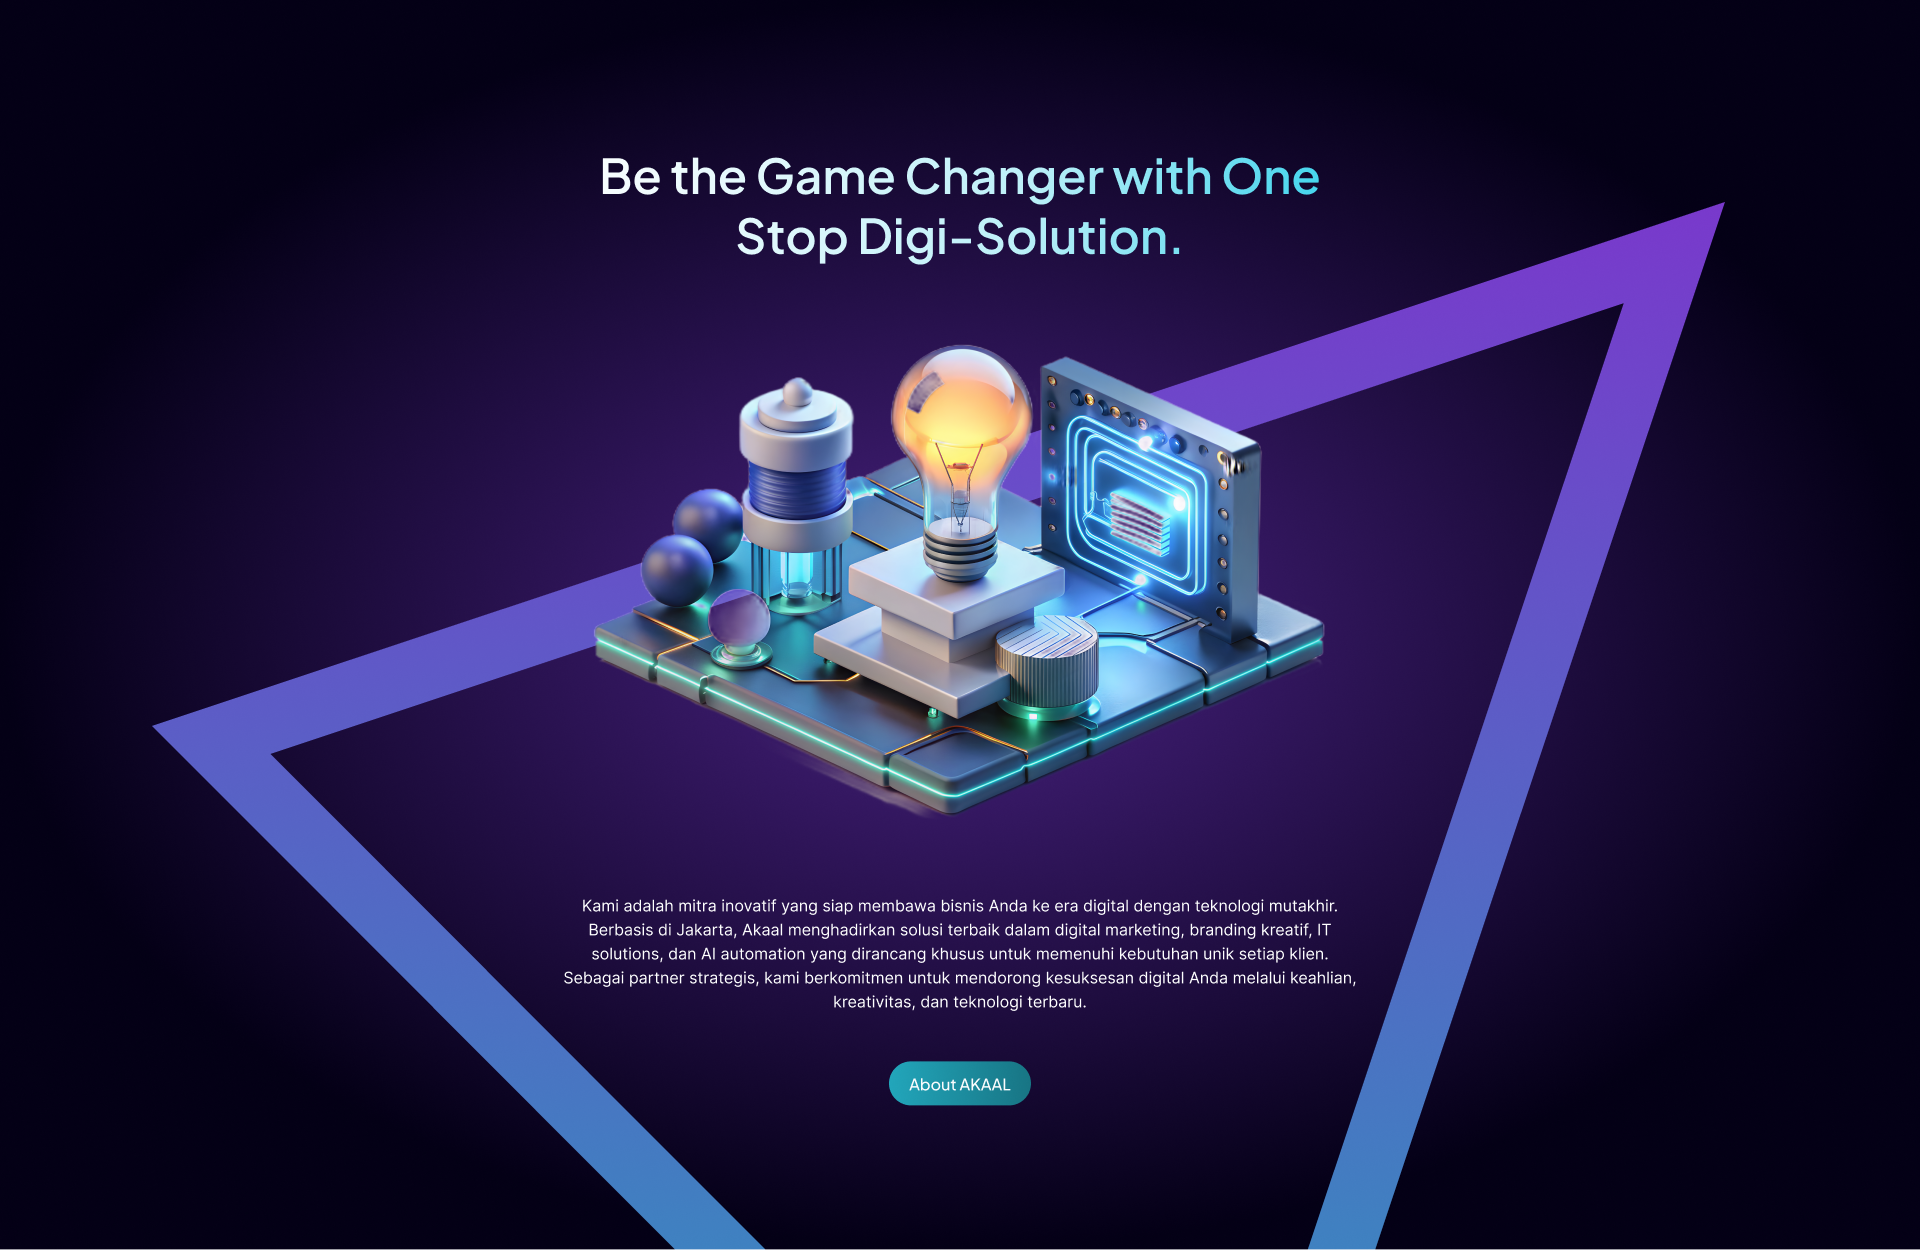 Be the Game Changer with One
Stop Digi-Solution.
Kami adalah mitra inovatif yang siap membawa bisnis Anda ke era digital dengan teknologi mutakhir.
Berbasis di Jakarta, Akaal menghadirkan solusi terbaik dalam digital marketing, branding kreatif, IT
solutions, dan AI automation yang dirancang khusus untuk memenuhi kebutuhan unik setiap klien.
Sebagai partner strategis, kami berkomitmen untuk mendorong kesuksesan digital Anda melalui keahlian,
kreativitas, dan teknologi terbaru.
About AKAAL